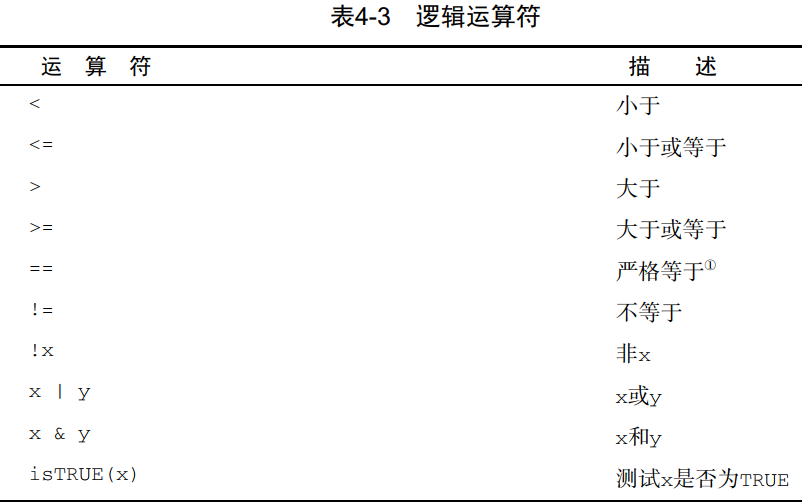 表4-3 逻辑运算符
运 算 符 描 述
< 小于
<= 小于或等于
> 大于
>= 大于或等于
== 严格等于①
!= 不等于
!x 非x
x | y x或y
x & y x和y
isTRUE(x) 测试x是否为TRUE